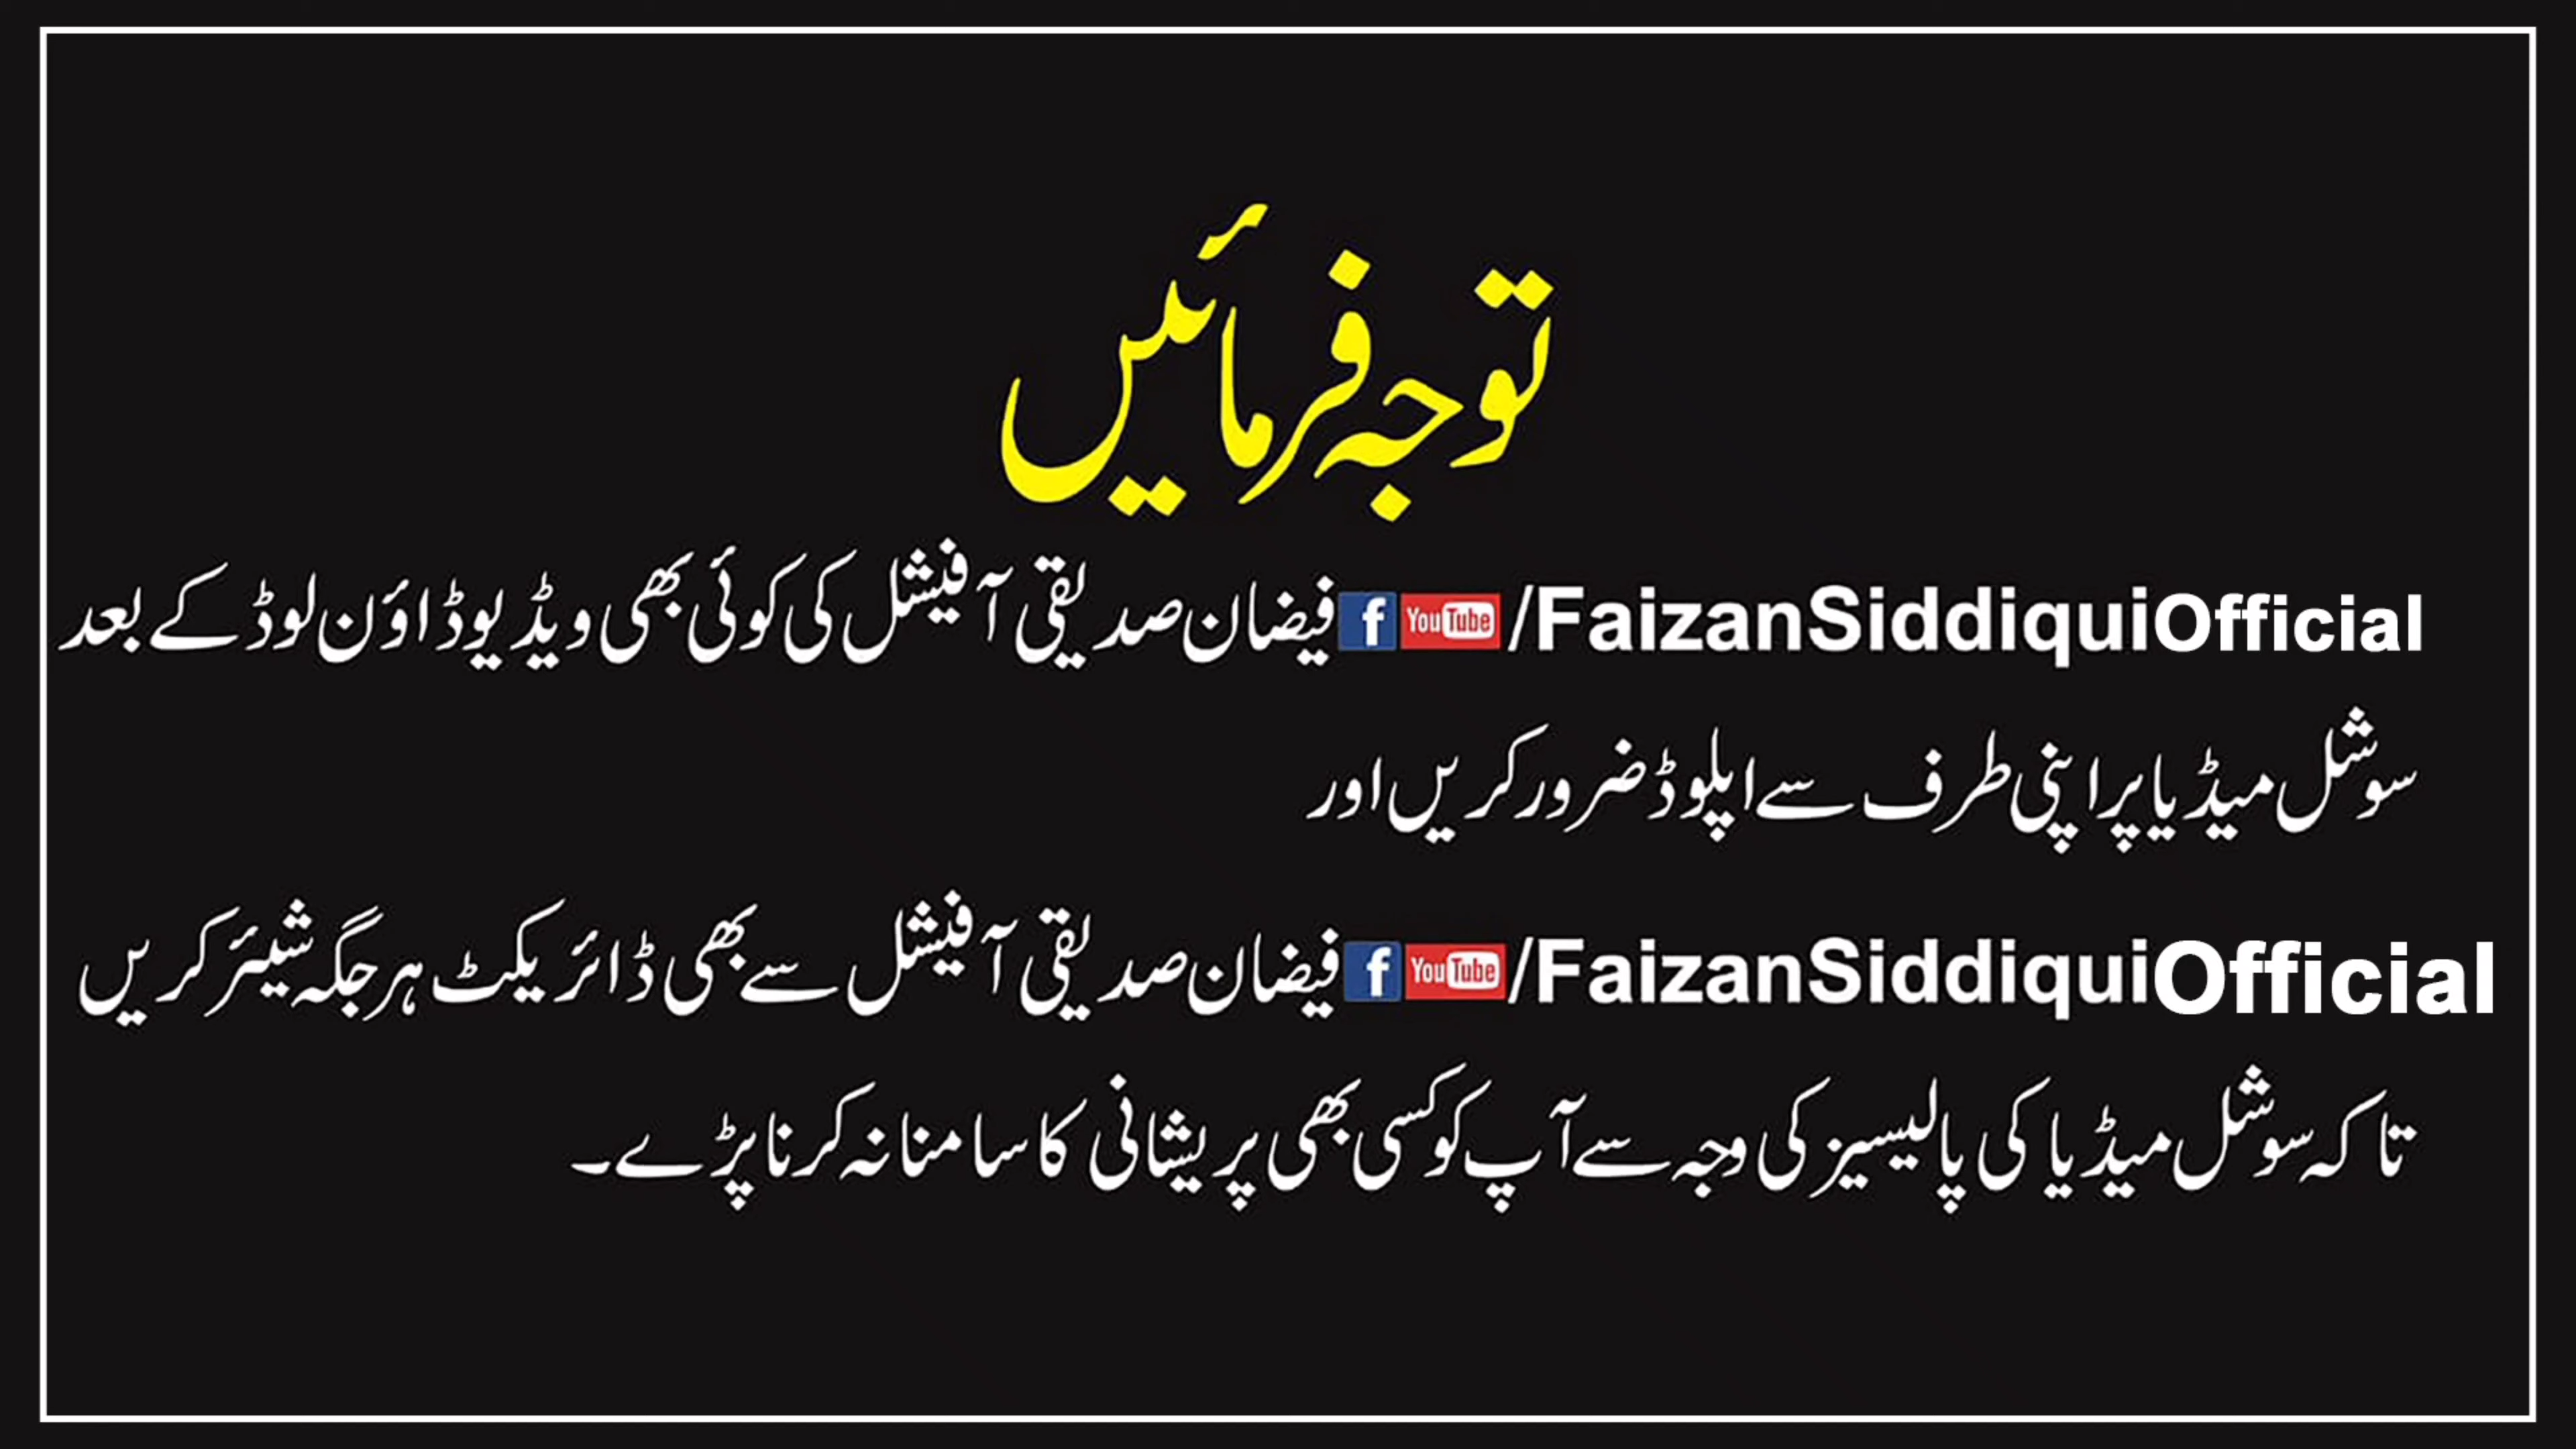 توجہ فرمائیں
/FaizanSiddiquiOfficial YouTube f فیضان صدیقی آفیشل کی کوئی بھی ویڈیو ڈاؤن لوڈ کے بعد
سوشل میڈیا پر اپنی طرف سے اپلوڈ ضرور کریں اور
/FaizanSiddiquiOfficial YouTube f فیضان صدیقی آفیشل سے بھی ڈائریکٹ ہر جگہ شیئر کریں
تاکہ سوشل میڈیا کی پالیسیز کی وجہ سے آپ کو کسی بھی پریشانی کا سامنا نہ کرنا پڑے۔